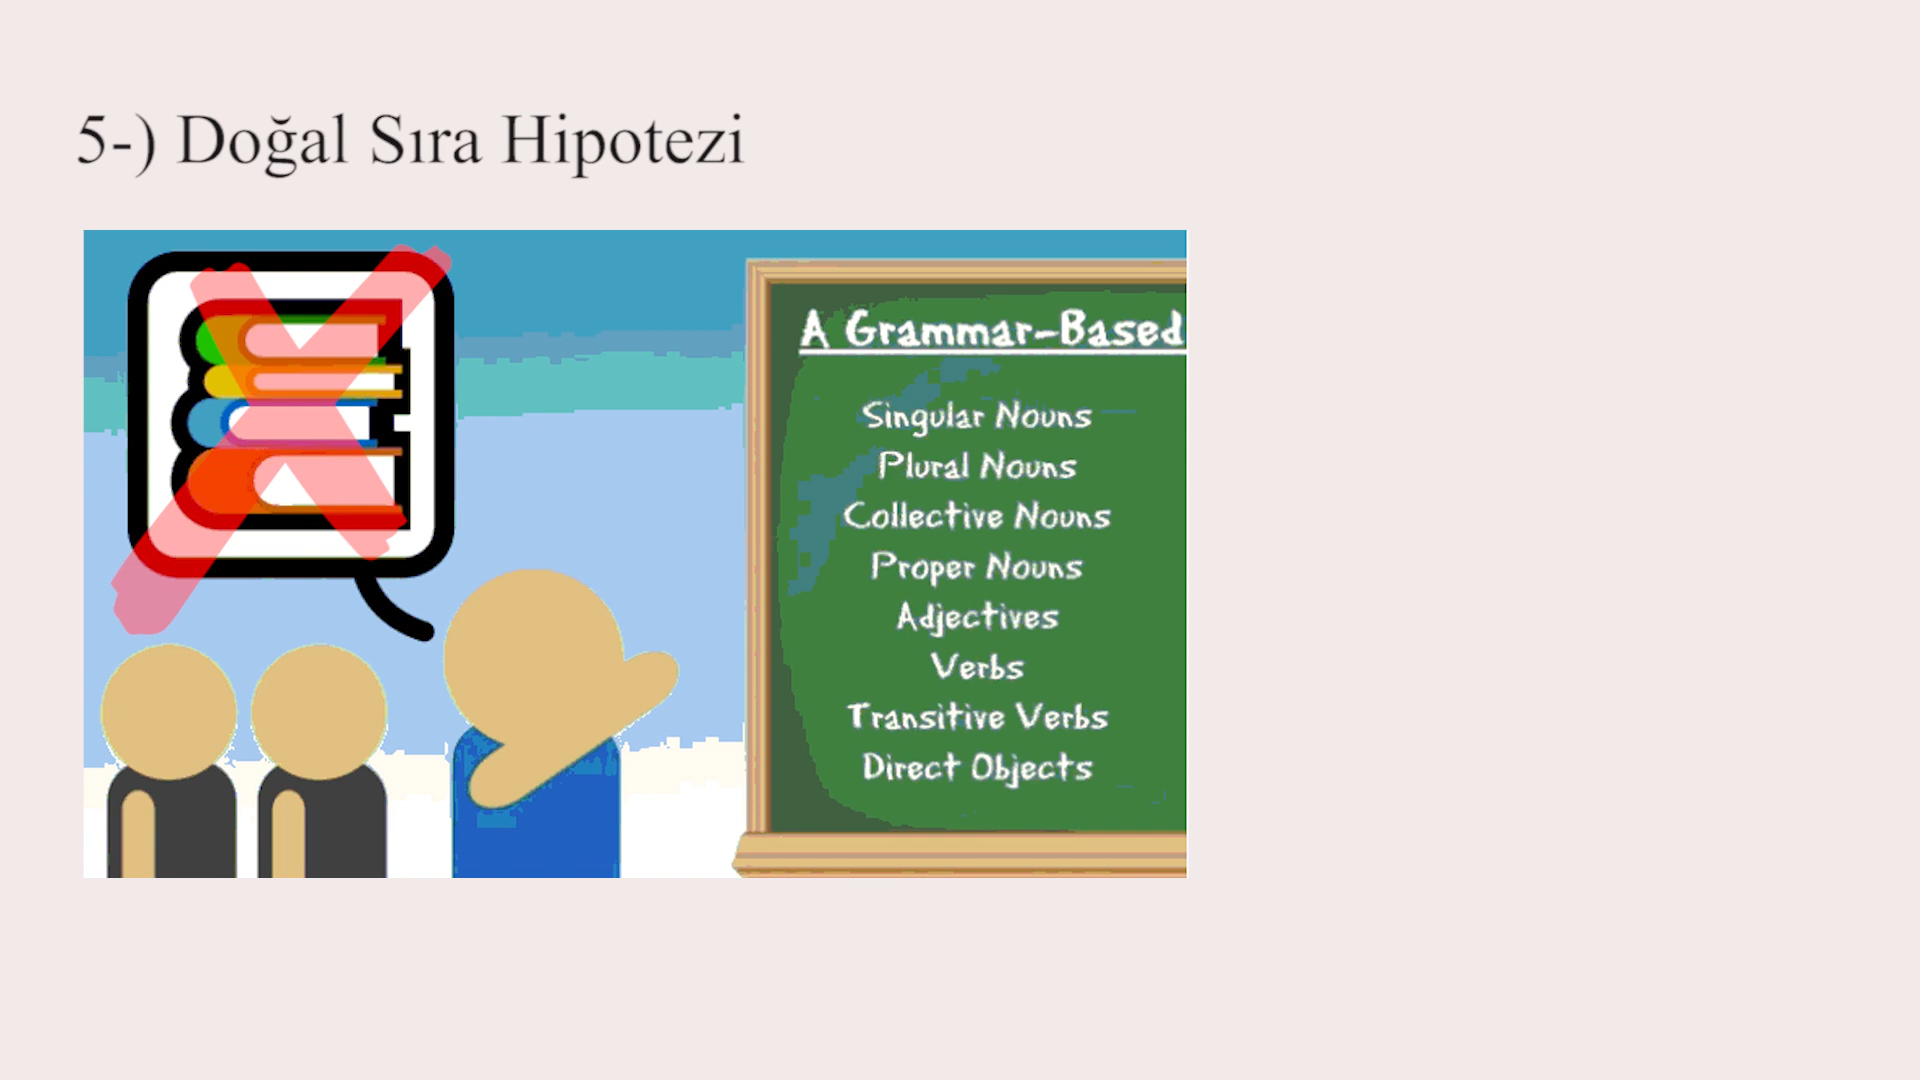 5-) Doğal Sıra Hipotezi
A Grammar-Based
Singular Nouns
Plural Nouns
Collective Nouns
Proper Nouns
Adjectives
Verbs
Transitive Verbs
Direct Objects